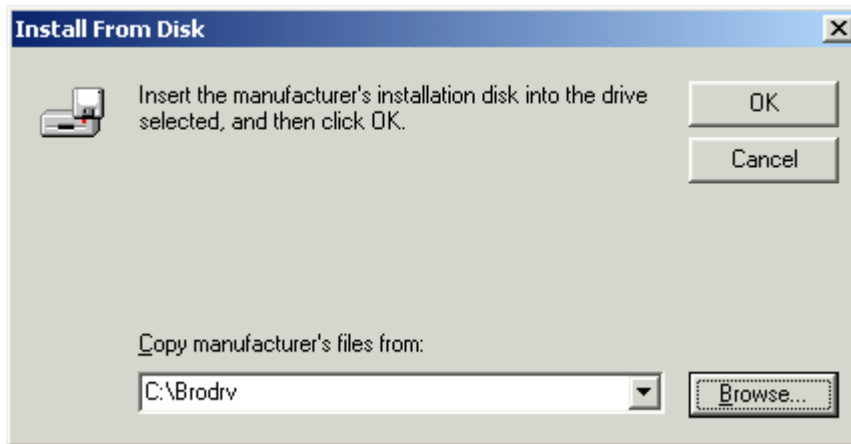 Install From Disk
Insert the manufacturer's installation disk into the drive
selected, and then click OK.
OK
Cancel
Copy manufacturer's files from:
C:\Brodrv
Browse...